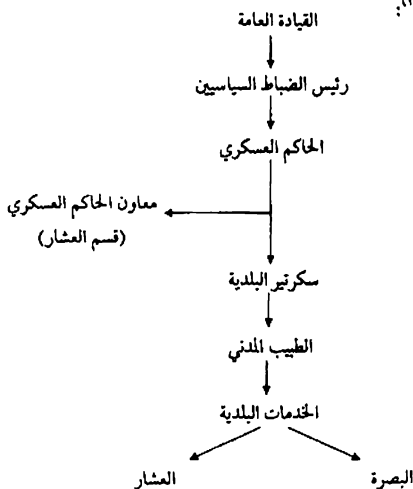 القيادة العامة
رئيس الضباط السياسيين
الحاكم العسكري
معاون الحاكم العسكري
(قسم العشار)
سكرتير البلدية
الطبيب المدني
الخدمات البلدية
البصرة العشار